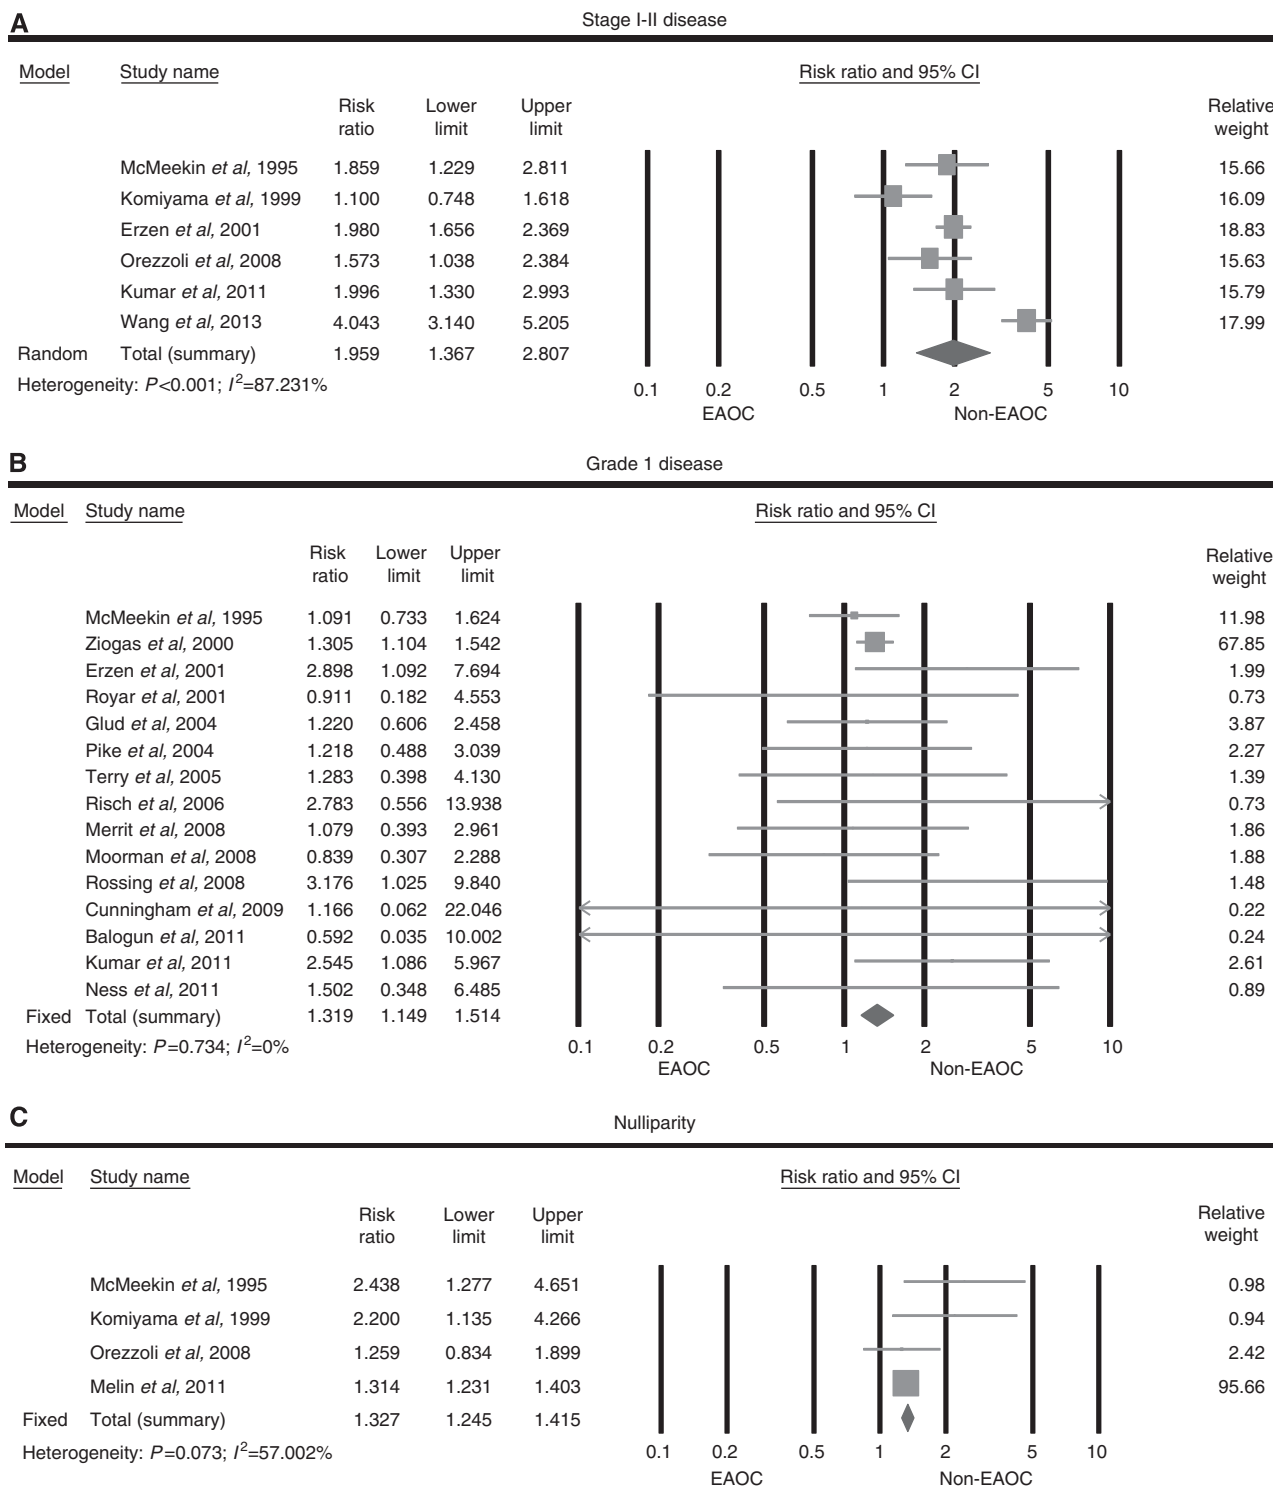 A
Stage I-II disease
Model Study name Risk ratio and 95% CI
Risk ratio Lower limit Upper limit Relative weight
McMeekin et al, 1995 1.859 1.229 2.811 15.66
Komiyama et al, 1999 1.100 0.748 1.618 16.09
Erzen et al, 2001 1.980 1.656 2.369 18.83
Orezzoli et al, 2008 1.573 1.038 2.384 15.63
Kumar et al, 2011 1.996 1.330 2.993 15.79
Wang et al, 2013 4.043 3.140 5.205 17.99
Random Total (summary) 1.959 1.367 2.807
Heterogeneity: P<0.001; I2=87.231%
0.1 0.2 0.5 1 2 5 10
EAOC Non-EAOC
B
Grade 1 disease
Model Study name Risk ratio and 95% CI
Risk ratio Lower limit Upper limit Relative weight
McMeekin et al, 1995 1.091 0.733 1.624 11.98
Ziogas et al, 2000 1.305 1.104 1.542 67.85
Erzen et al, 2001 2.898 1.092 7.694 1.99
Royar et al, 2001 0.911 0.182 4.553 0.73
Glud et al, 2004 1.220 0.606 2.458 3.87
Pike et al, 2004 1.218 0.488 3.039 2.27
Terry et al, 2005 1.283 0.398 4.130 1.39
Risch et al, 2006 2.783 0.556 13.938 0.73
Merrit et al, 2008 1.079 0.393 2.961 1.86
Moorman et al, 2008 0.839 0.307 2.288 1.88
Rossing et al, 2008 3.176 1.025 9.840 1.48
Cunningham et al, 2009 1.166 0.062 22.046 0.22
Balogun et al, 2011 0.592 0.035 10.002 0.24
Kumar et al, 2011 2.545 1.086 5.967 2.61
Ness et al, 2011 1.502 0.348 6.485 0.89
Fixed Total (summary) 1.319 1.149 1.514
Heterogeneity: P=0.734; I2=0%
0.1 0.2 0.5 1 2 5 10
EAOC Non-EAOC
C
Nulliparity
Model Study name Risk ratio and 95% CI
Risk ratio Lower limit Upper limit Relative weight
McMeekin et al, 1995 2.438 1.277 4.651 0.98
Komiyama et al, 1999 2.200 1.135 4.266 0.94
Orezzoli et al, 2008 1.259 0.834 1.899 2.42
Melin et al, 2011 1.314 1.231 1.403 95.66
Fixed Total (summary) 1.327 1.245 1.415
Heterogeneity: P=0.073; I2=57.002%
0.1 0.2 0.5 1 2 5 10
EAOC Non-EAOC